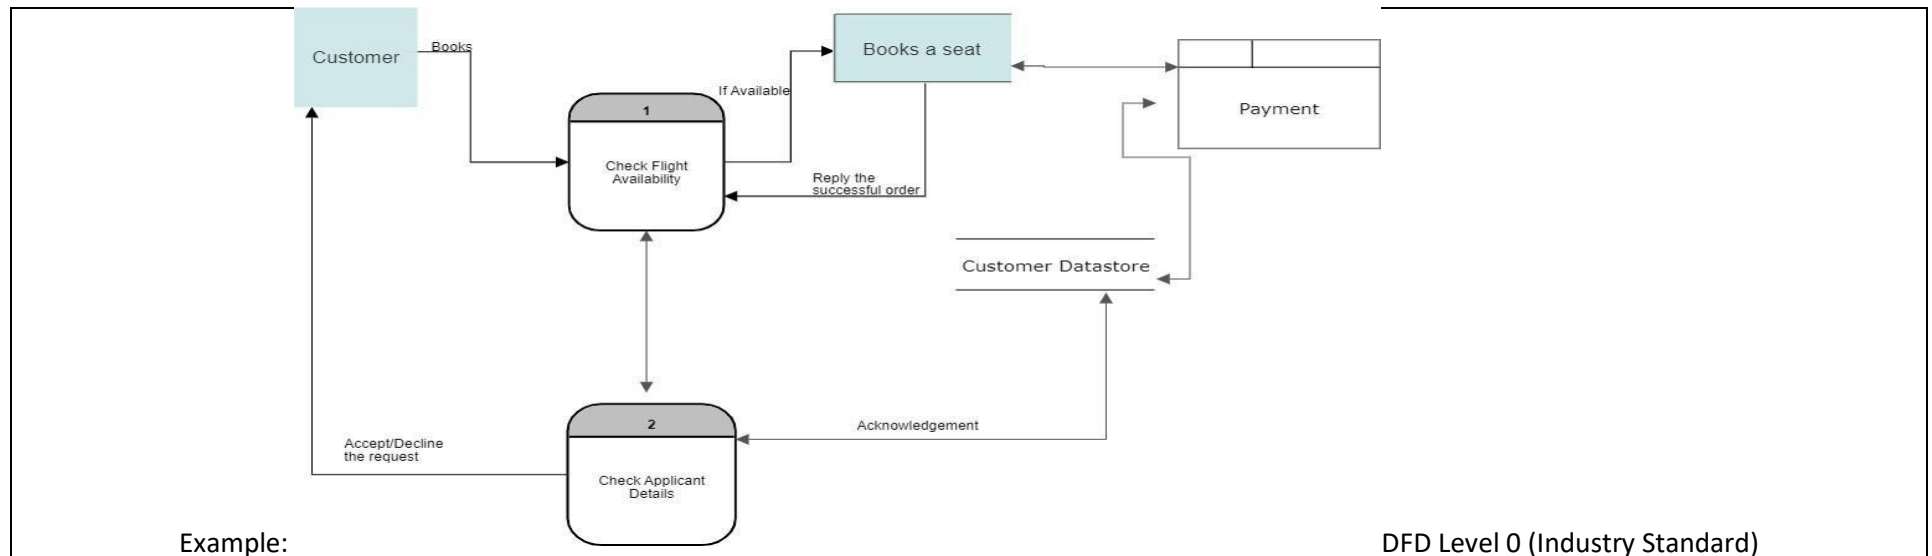 Customer
Books
Books a seat
If Available
1
Check Flight
Availability
Payment
Reply the
successful order
Customer Datastore
2
Acknowledgement
Accept/Decline
the request
Check Applicant
Details
Example:
DFD Level 0 (Industry Standard)